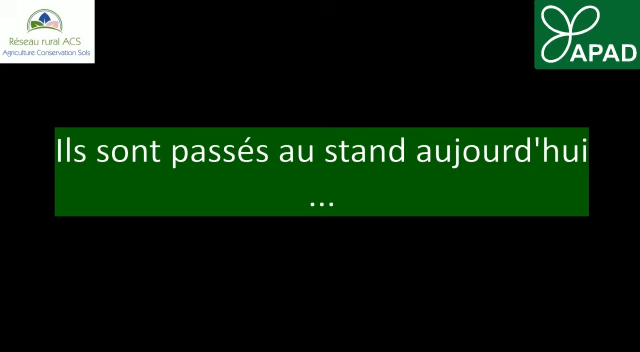 Réseau rural ACS
Agriculture Conservation Sols
APAD
Ils sont passés au stand aujourd'hui
...